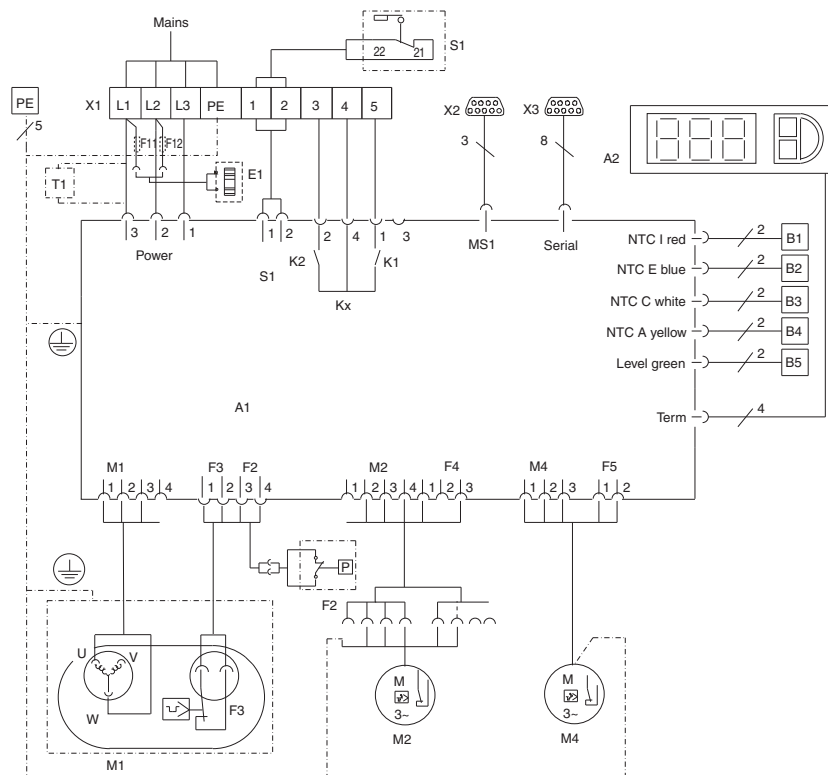 Mains
22 21
S1
PE
5
X1 L1 L2 L3 PE 1 2 3 4 5
X2
X3
F11 F12
3
8
A2
T1
E1
3 2 1
1 2
2 4 1 3
Power
S1
K2 K1
MS1
Serial
Kx
NTC I red 2 B1
NTC E blue 2 B2
NTC C white 2 B3
NTC A yellow 2 B4
Level green 2 B5
A1
Term 4
M1 F3 F2 M2 F4 M4 F5
1 2 3 4 1 2 3 4 1 2 3 4 1 2 3 1 2 3 1 2
P
F2
U V
W
F3
M
3~
M
3~
M1
M2
M4